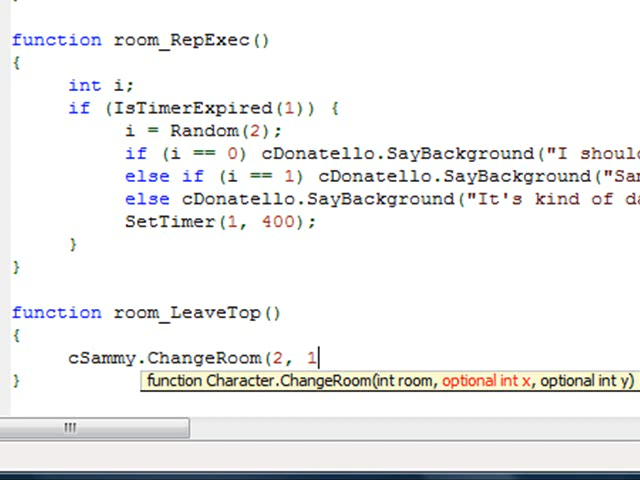 function room_RepExec()
{
int i;
if (IsTimerExpired(1)) {
i = Random(2);
if (i == 0) cDonatello.SayBackground("I shoul
else if (i == 1) cDonatello.SayBackground("Sa
else cDonatello.SayBackground("It's kind of d
SetTimer(1, 400);
}
}
function room_LeaveTop()
{
cSammy.ChangeRoom(2, 1
function Character.ChangeRoom(int room, optional int x, optional int y)
}